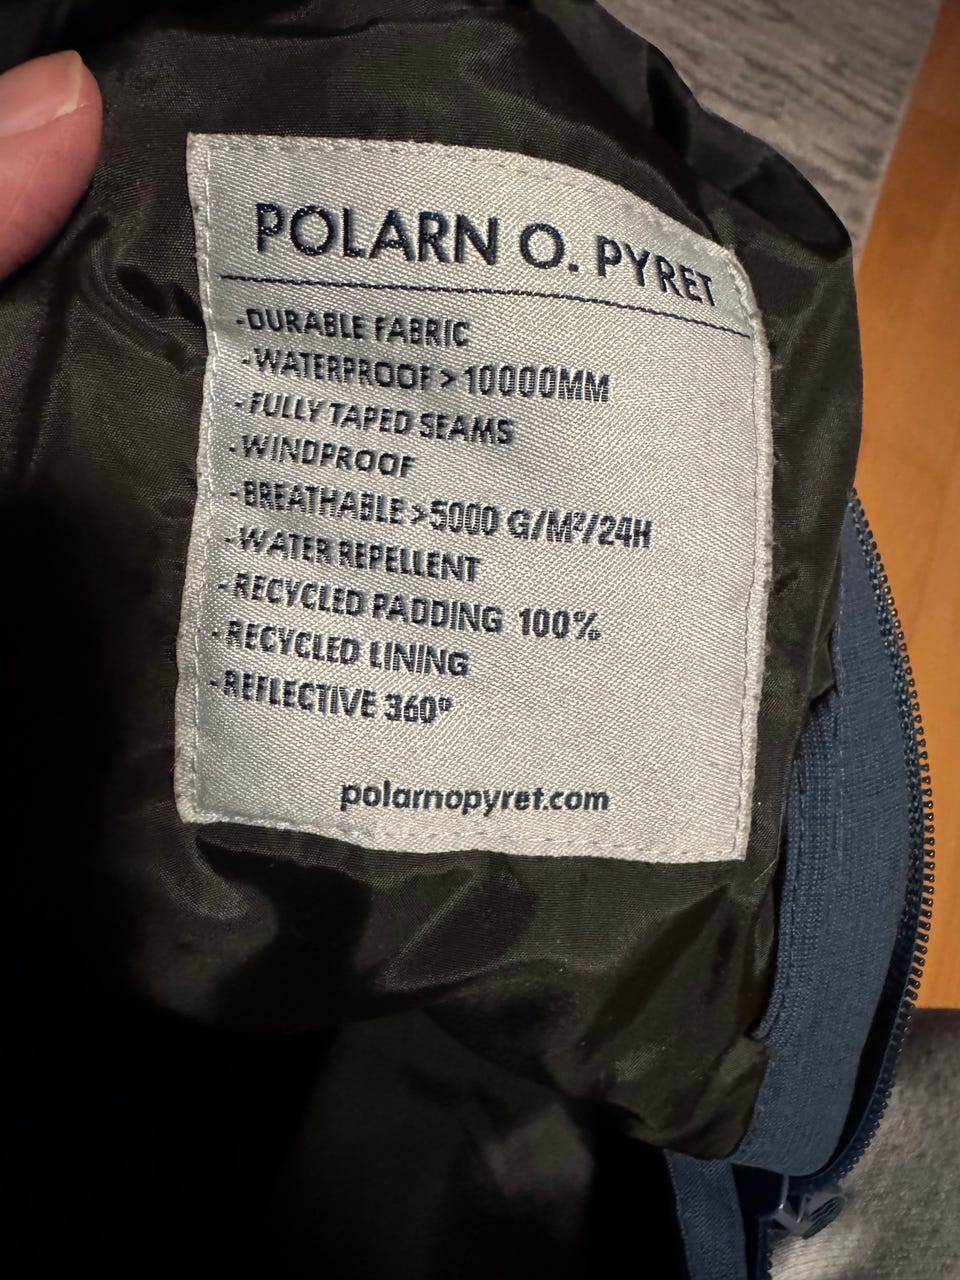 POLARN O. PYRET
-DURABLE FABRIC
-WATERPROOF > 10000MM
-FULLY TAPED SEAMS
-WINDPROOF
-BREATHABLE >5000 G/M²/24H
-WATER REPELLENT
-RECYCLED PADDING 100%
-RECYCLED LINING
-REFLECTIVE 360°
polarnopyret.com